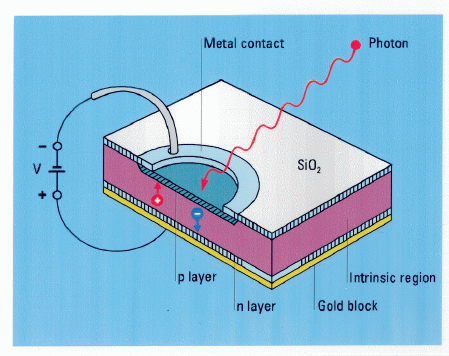 Metal contact
Photon
SiO₂
−
V
+
+
−
p layer
n layer
Intrinsic region
Gold block